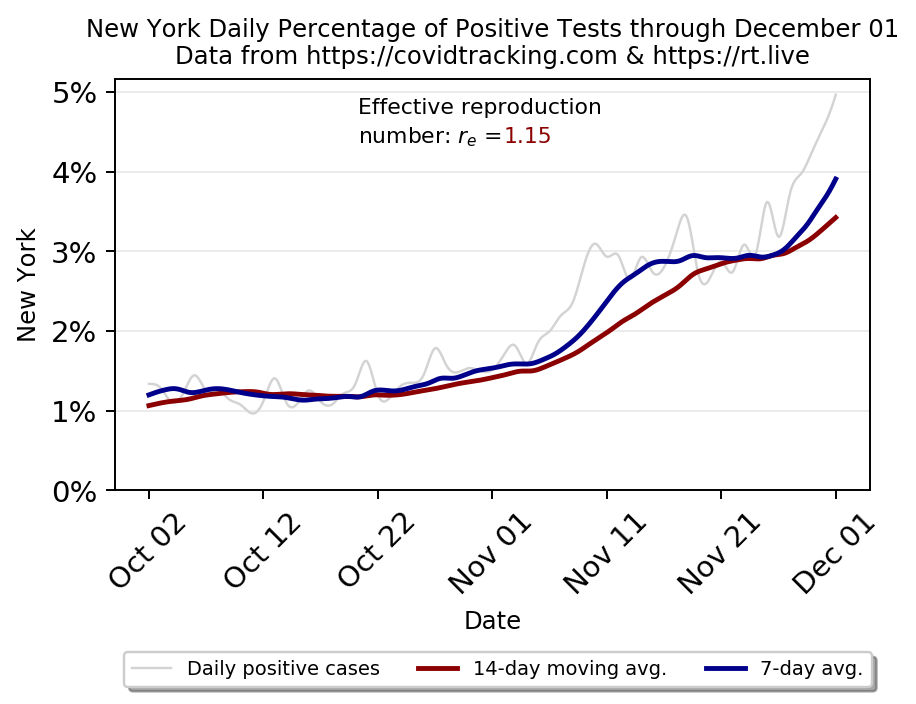 New York Daily Percentage of Positive Tests through December 01
Data from https://covidtracking.com & https://rt.live
Effective reproduction
number: rₑ =1.15
5%
4%
3%
2%
1%
0%
New York
Oct 02
Oct 12
Oct 22
Nov 01
Nov 11
Nov 21
Dec 01
Date
Daily positive cases
14-day moving avg.
7-day avg.